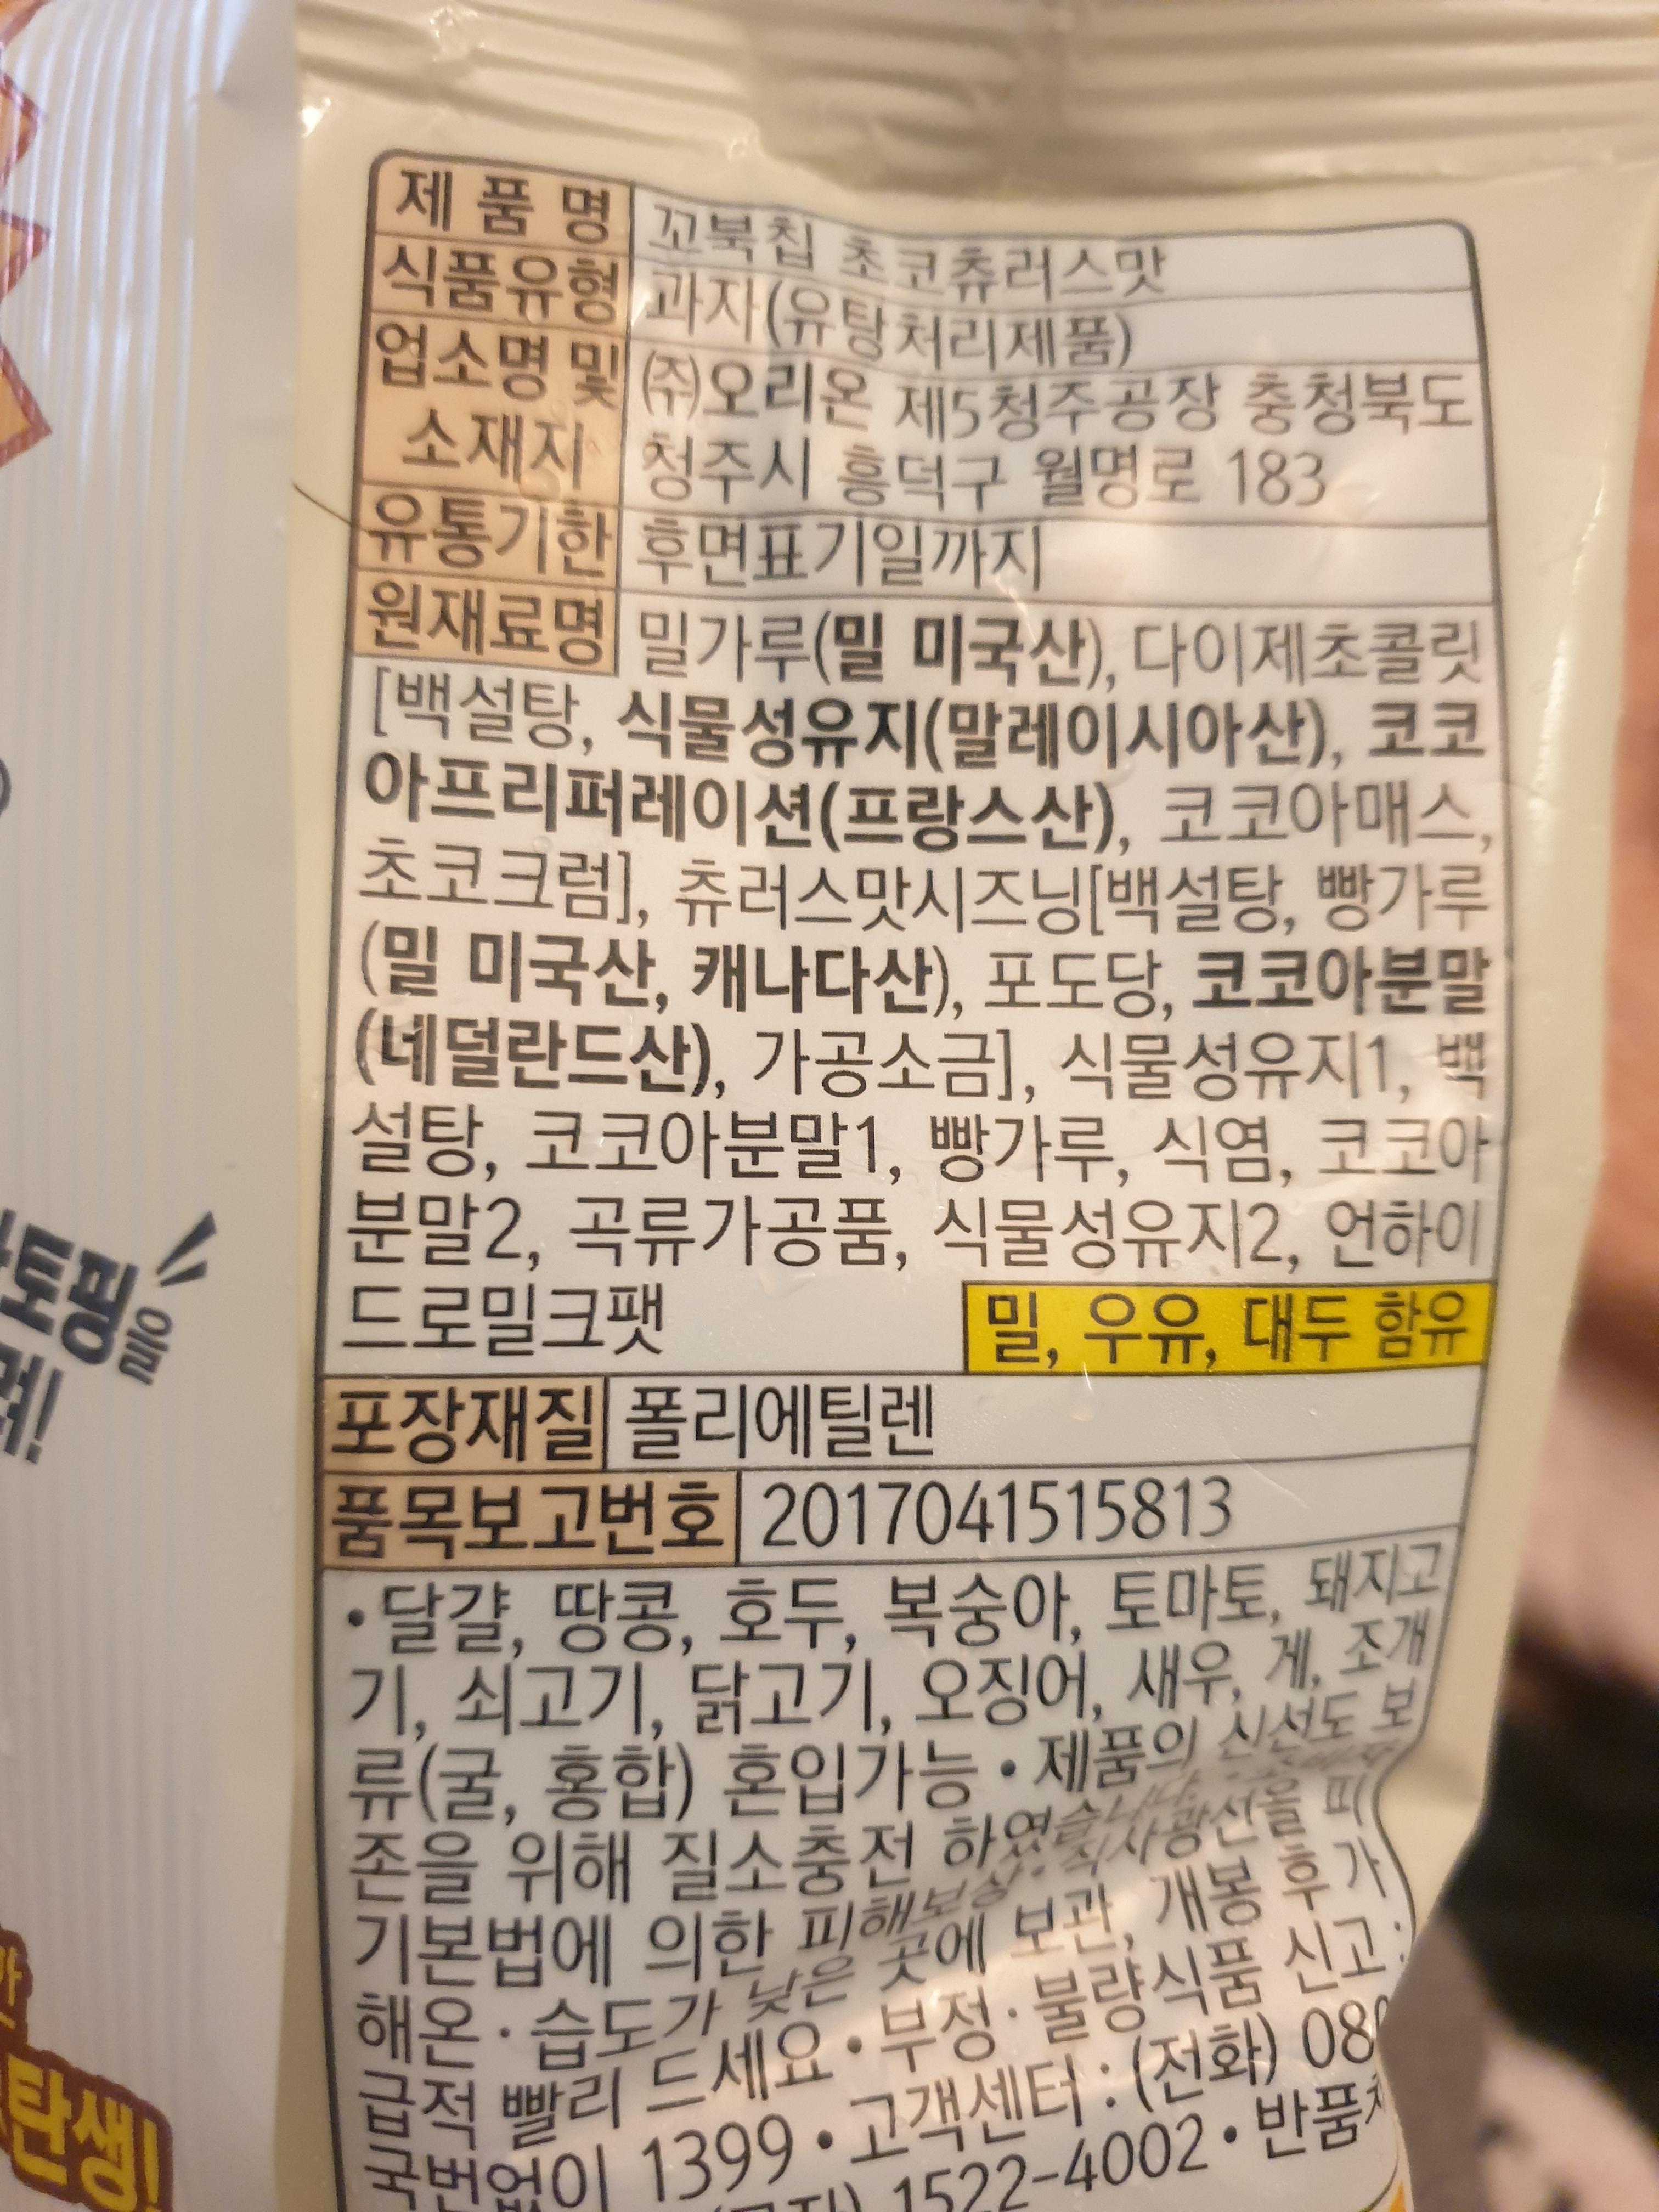 제 품 명 꼬북칩 초코츄러스맛
식품유형 과자(유탕처리제품)
업소명 및 소재지 ㈜오리온 제5청주공장 충청북도
청주시 흥덕구 월명로 183
유통기한 후면표기일까지
원재료명 밀가루(밀 미국산), 다이제초콜릿
[백설탕, 식물성유지(말레이시아산), 코코
아프리퍼레이션(프랑스산), 코코아매스,
초코크럼], 츄러스맛시즈닝[백설탕, 빵가루
(밀 미국산, 캐나다산), 포도당, 코코아분말
(네덜란드산), 가공소금], 식물성유지1, 백
설탕, 코코아분말1, 빵가루, 식염, 코코아
분말2, 곡류가공품, 식물성유지2, 언하이
드로밀크팻
밀, 우유, 대두 함유
포장재질 폴리에틸렌
품목보고번호 2017041515813
•달걀, 땅콩, 호두, 복숭아, 토마토, 돼지고
기, 쇠고기, 닭고기, 오징어, 새우, 게, 조개
류(굴, 홍합) 혼입가능 • 제품의 신선도 보
존을 위해 질소충전 하였습니다
기본법에 의한 피해보상 • 직사광선을 피
해온 · 습도가 낮은 곳에 보관, 개봉 후 가
급적 빨리 드세요 • 부정 · 불량식품 신고 :
국번없이 1399 • 고객센터 : (전화) 08
1522-4002 • 반품
탄생!